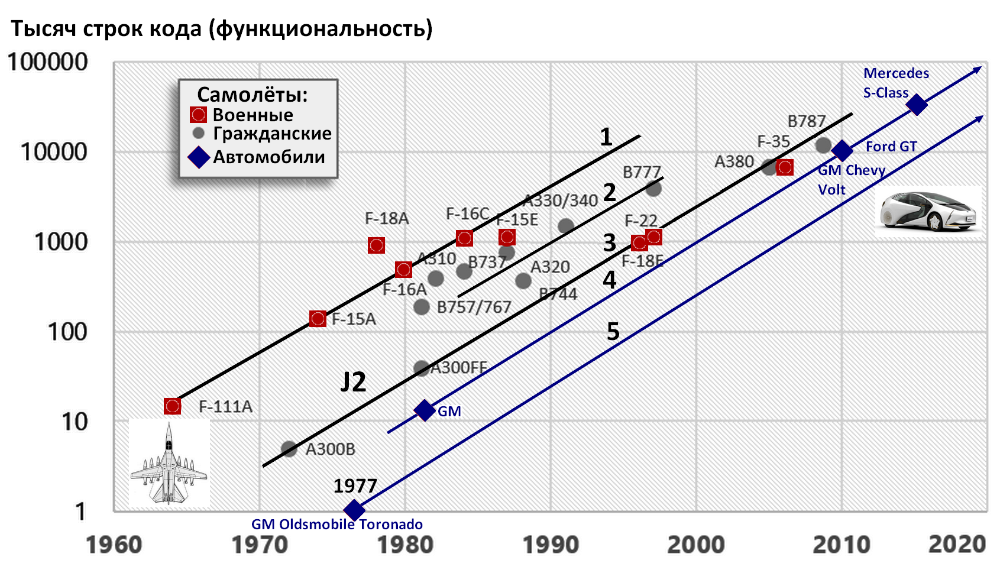 Тысяч строк кода (функциональность)
100000
10000
1000
100
10
1
Самолёты:
Военные
Гражданские
Автомобили
Mercedes
S-Class
B787
F-35
A380
Ford GT
GM Chevy
Volt
1
B777
2
A330/340
F-18A
F-16C
F-15E
F-22
3
F-18E
A310
B737
A320
4
F-16A
B744
B757/767
F-15A
5
A300FF
J2
F-111A
GM
A300B
1977
GM Oldsmobile Toronado
1960
1970
1980
1990
2000
2010
2020